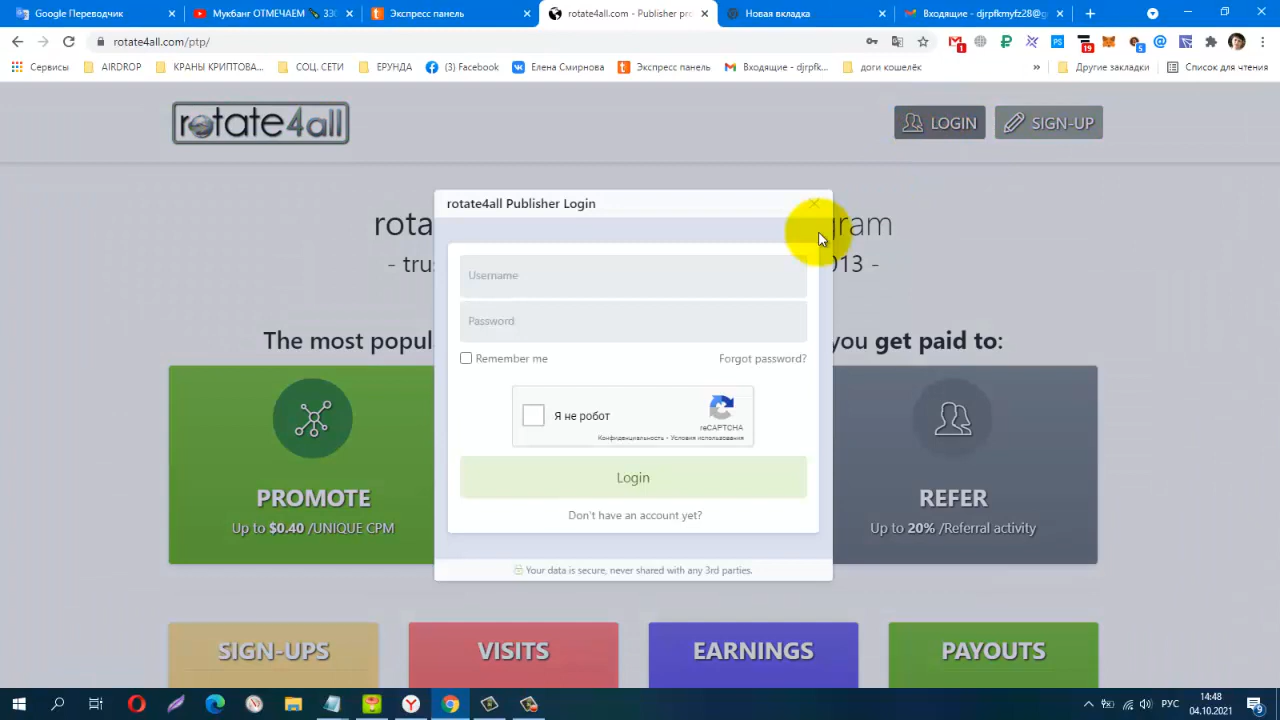 Google Переводчик
Мукбанг ОТМЕЧАЕМ
Экспресс панель
rotate4all.com - Publisher pro
Новая вкладка
Входящие - djrpfkmyfz28@g
rotate4all.com/ptp/
1
19
5
Сервисы
AIRDROP
КРАНЫ КРИПТОВА...
СОЦ. СЕТИ
ЕРУНДА
(3) Facebook
Елена Смирнова
Экспресс панель
Входящие - djrpfk...
доги кошелёк
»
Другие закладки
Список для чтения
rotate4all
LOGIN
SIGN-UP
rotate4all Publisher Login
rota
gram
- tru
013 -
Username
Password
The most popul
you get paid to:
Remember me
Forgot password?
Я не робот
reCAPTCHA
Конфиденциальность - Условия использования
Login
PROMOTE
Up to $0.40 /UNIQUE CPM
REFER
Up to 20% /Referral activity
Don't have an account yet?
Your data is secure, never shared with any 3rd parties.
SIGN-UPS
VISITS
EARNINGS
PAYOUTS
РУС
14:48
04.10.2021